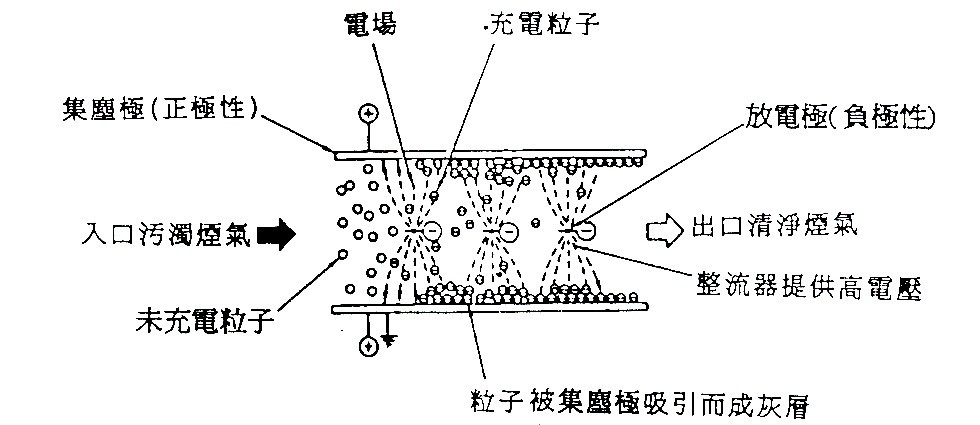 電場
充電粒子
集塵極(正極性)
放電極(負極性)
入口汚濁煙氣
出口清淨煙氣
整流器提供高電壓
未充電粒子
粒子被集塵極吸引而成灰層